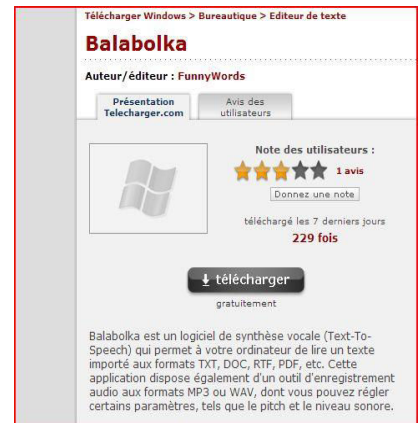 Télécharger Windows > Bureautique > Editeur de texte
Balabolka
Auteur/éditeur : FunnyWords
Présentation
Telecharger.com
Avis des
utilisateurs
Note des utilisateurs :
1 avis
Donnez une note
téléchargé les 7 derniers jours
229 fois
télécharger
gratuitement
Balabolka est un logiciel de synthèse vocale (Text-To-
Speech) qui permet à votre ordinateur de lire un texte
importé aux formats TXT, DOC, RTF, PDF, etc. Cette
application dispose également d'un outil d'enregistrement
audio aux formats MP3 ou WAV, dont vous pouvez régler
certains paramètres, tels que le pitch et le niveau sonore.